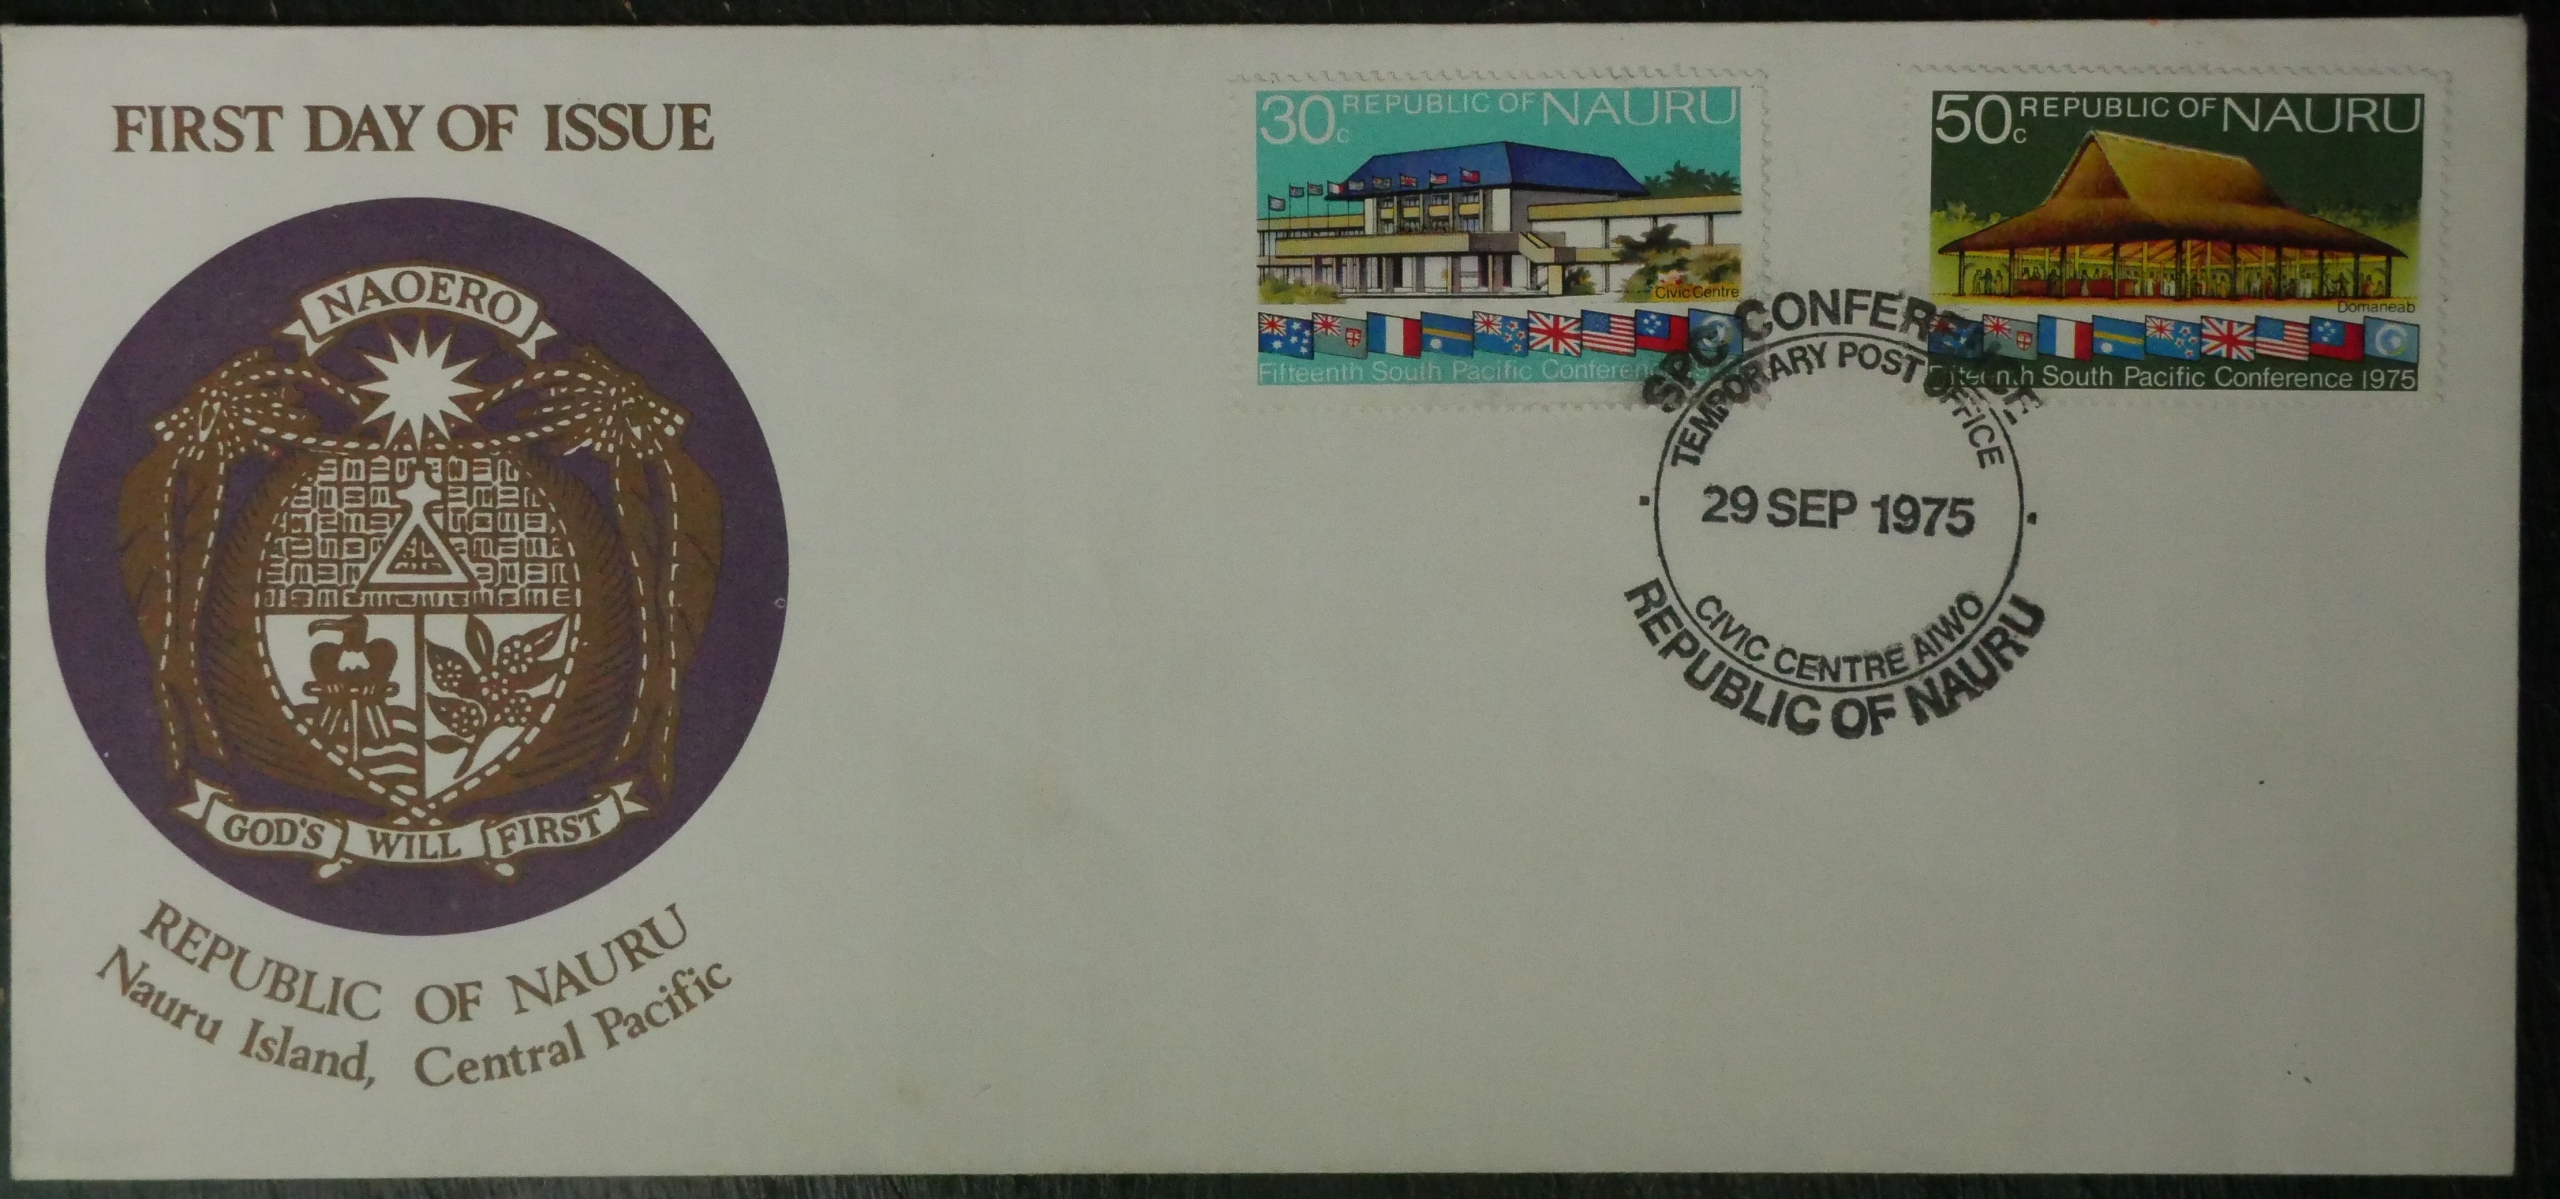 FIRST DAY OF ISSUE
NAOERO
GOD'S WILL FIRST
REPUBLIC OF NAURU
Nauru Island, Central Pacific
30c REPUBLIC OF NAURU
Civic Centre
Fifteenth South Pacific Conference
50c REPUBLIC OF NAURU
Domaneab
Fifteenth South Pacific Conference 1975
SPC CONFERENCE
TEMPORARY POST OFFICE
29 SEP 1975
CIVIC CENTRE AIWO
REPUBLIC OF NAURU